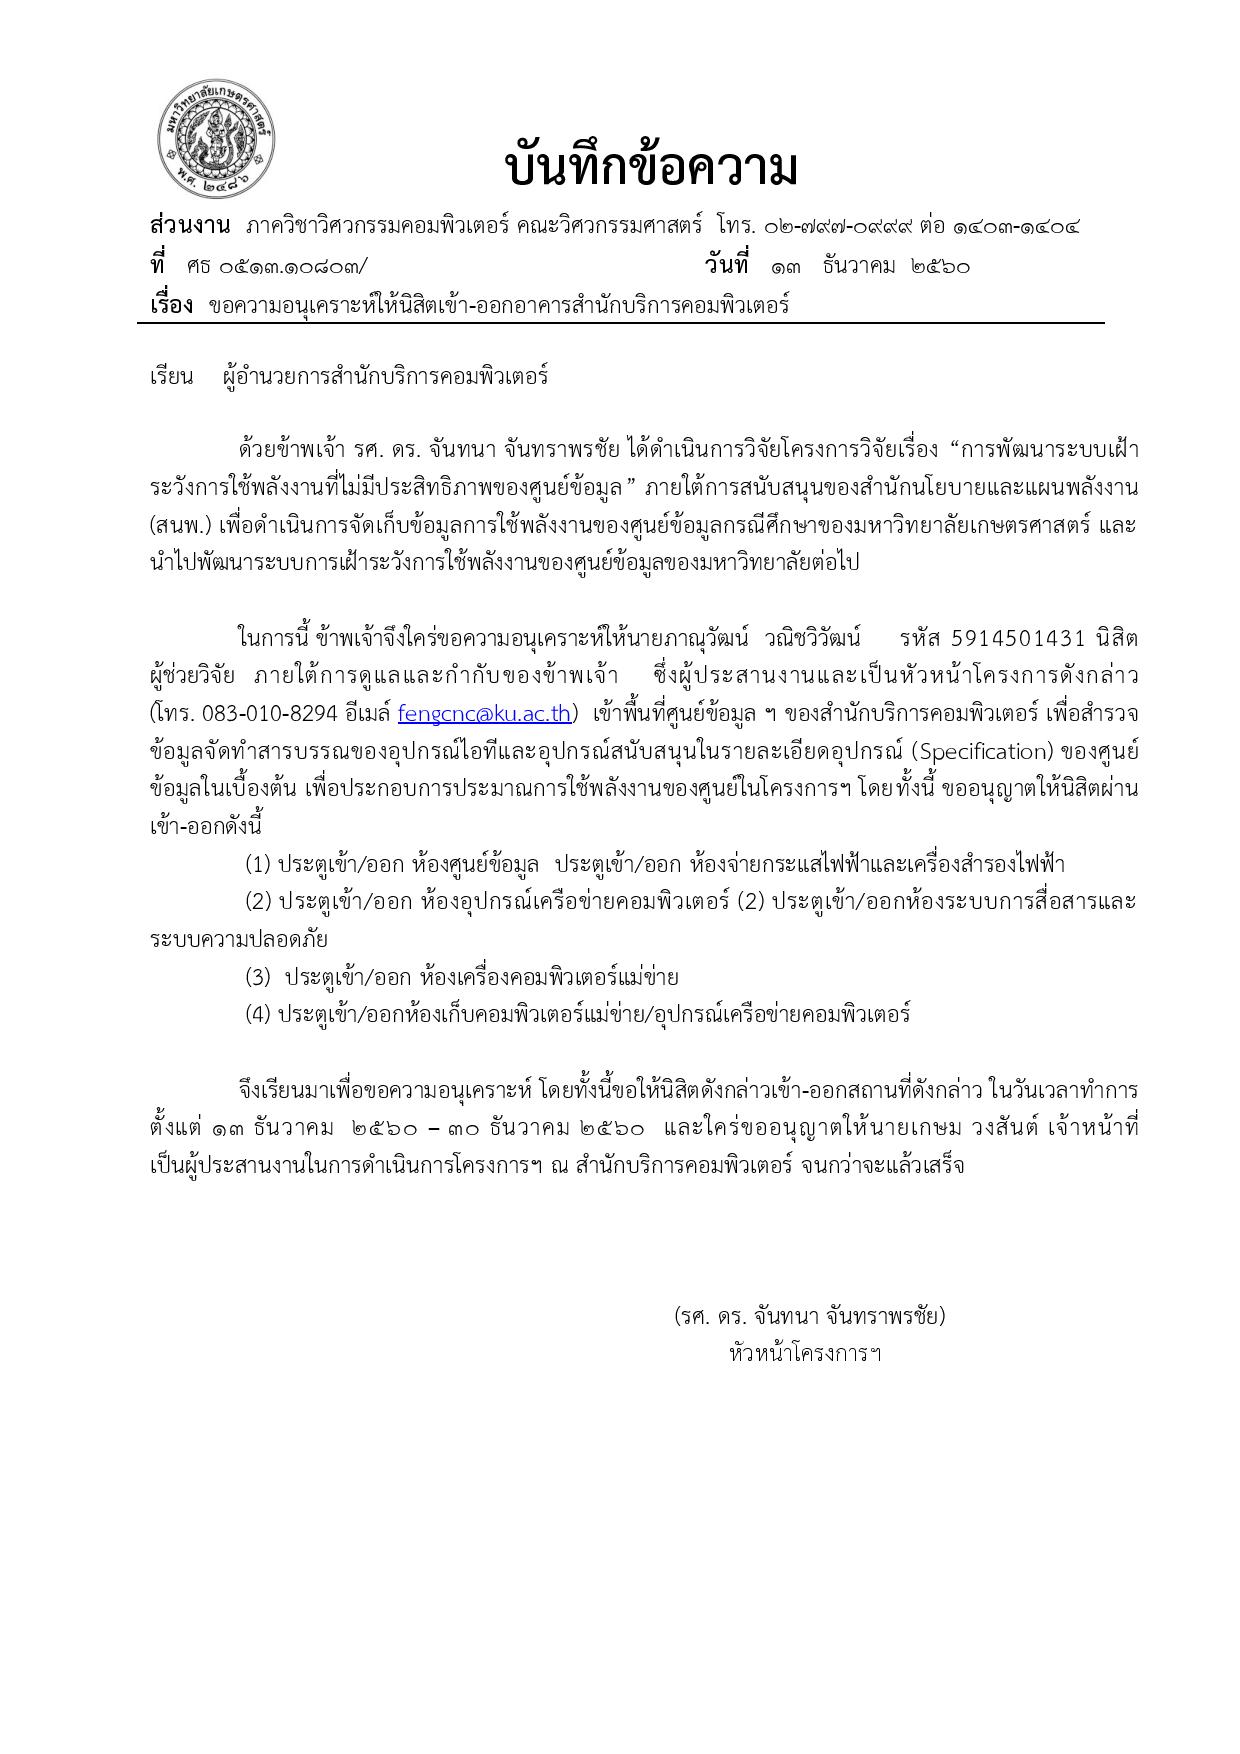 มหาวิทยาลัยเกษตรศาสตร์
พ.ศ. ๒๔๘๖
บันทึกข้อความ
ส่วนงาน ภาควิชาวิศวกรรมคอมพิวเตอร์ คณะวิศวกรรมศาสตร์ โทร. ๐๒-๗๙๗-๐๙๙๙ ต่อ ๑๔๐๓-๑๔๐๔
ที่ ศธ ๐๕๑๓.๑๐๘๐๓/ วันที่ ๑๓ ธันวาคม ๒๕๖๐
เรื่อง ขอความอนุเคราะห์ให้นิสิตเข้า-ออกอาคารสำนักบริการคอมพิวเตอร์
เรียน ผู้อำนวยการสำนักบริการคอมพิวเตอร์
ด้วยข้าพเจ้า รศ. ดร. จันทนา จันทราพรชัย ได้ดำเนินการวิจัยโครงการวิจัยเรื่อง “การพัฒนาระบบเฝ้า
ระวังการใช้พลังงานที่ไม่มีประสิทธิภาพของศูนย์ข้อมูล” ภายใต้การสนับสนุนของสำนักนโยบายและแผนพลังงาน
(สนพ.) เพื่อดำเนินการจัดเก็บข้อมูลการใช้พลังงานของศูนย์ข้อมูลกรณีศึกษาของมหาวิทยาลัยเกษตรศาสตร์ และ
นำไปพัฒนาระบบการเฝ้าระวังการใช้พลังงานของศูนย์ข้อมูลของมหาวิทยาลัยต่อไป
ในการนี้ ข้าพเจ้าจึงใคร่ขอความอนุเคราะห์ให้นายภาณุวัฒน์ วณิชวิวัฒน์ รหัส 5914501431 นิสิต
ผู้ช่วยวิจัย ภายใต้การดูแลและกำกับของข้าพเจ้า ซึ่งผู้ประสานงานและเป็นหัวหน้าโครงการดังกล่าว
(โทร. 083-010-8294 อีเมล์ fengcnc@ku.ac.th) เข้าพื้นที่ศูนย์ข้อมูล ฯ ของสำนักบริการคอมพิวเตอร์ เพื่อสำรวจ
ข้อมูลจัดทำสารบรรณของอุปกรณ์ไอทีและอุปกรณ์สนับสนุนในรายละเอียดอุปกรณ์ (Specification) ของศูนย์
ข้อมูลในเบื้องต้น เพื่อประกอบการประมาณการใช้พลังงานของศูนย์ในโครงการฯ โดยทั้งนี้ ขออนุญาตให้นิสิตผ่าน
เข้า-ออกดังนี้
(1) ประตูเข้า/ออก ห้องศูนย์ข้อมูล ประตูเข้า/ออก ห้องจ่ายกระแสไฟฟ้าและเครื่องสำรองไฟฟ้า
(2) ประตูเข้า/ออก ห้องอุปกรณ์เครือข่ายคอมพิวเตอร์ (2) ประตูเข้า/ออกห้องระบบการสื่อสารและ
ระบบความปลอดภัย
(3) ประตูเข้า/ออก ห้องเครื่องคอมพิวเตอร์แม่ข่าย
(4) ประตูเข้า/ออกห้องเก็บคอมพิวเตอร์แม่ข่าย/อุปกรณ์เครือข่ายคอมพิวเตอร์
จึงเรียนมาเพื่อขอความอนุเคราะห์ โดยทั้งนี้ขอให้นิสิตดังกล่าวเข้า-ออกสถานที่ดังกล่าว ในวันเวลาทำการ
ตั้งแต่ ๑๓ ธันวาคม ๒๕๖๐ – ๓๐ ธันวาคม ๒๕๖๐ และใคร่ขออนุญาตให้นายเกษม วงสันต์ เจ้าหน้าที่
เป็นผู้ประสานงานในการดำเนินการโครงการฯ ณ สำนักบริการคอมพิวเตอร์ จนกว่าจะแล้วเสร็จ
(รศ. ดร. จันทนา จันทราพรชัย)
หัวหน้าโครงการฯ